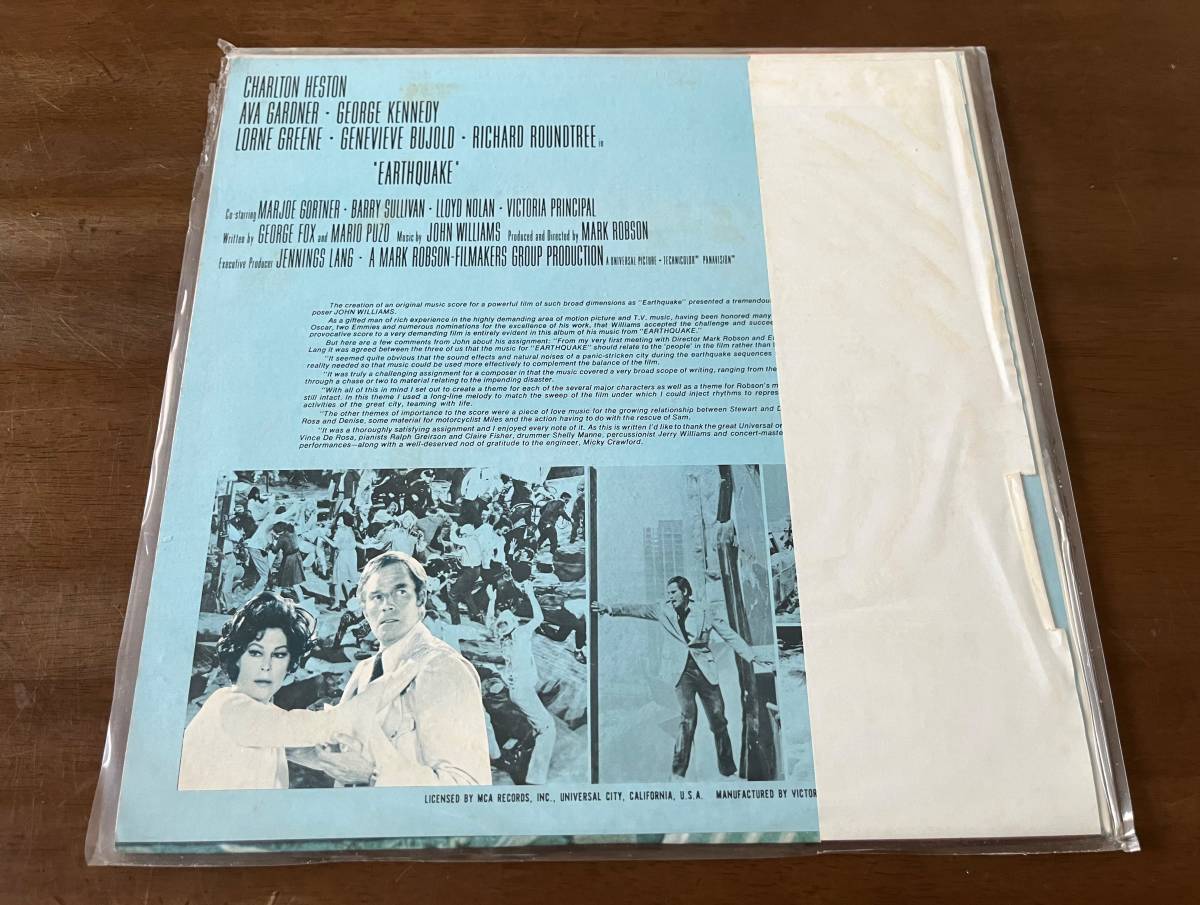 CHARLTON HESTON
AVA GARDNER · GEORGE KENNEDY
LORNE GREENE · GENEVIEVE BUJOLD · RICHARD ROUNDTREE in
"EARTHQUAKE"
Co-starring MARJOE GORTNER · BARRY SULLIVAN · LLOYD NOLAN · VICTORIA PRINCIPAL
Written by GEORGE FOX and MARIO PUZO Music by JOHN WILLIAMS Produced and Directed by MARK ROBSON
Executive Producer JENNINGS LANG · A MARK ROBSON-FILMAKERS GROUP PRODUCTION A UNIVERSAL PICTURE · TECHNICOLOR™ PANAVISION™
The creation of an original music score for a powerful film of such broad dimensions as "Earthquake" presented a tremendou
poser JOHN WILLIAMS.
As a gifted man of rich experience in the highly demanding area of motion picture and T.V. music, having been honored many
Oscar, two Emmies and numerous nominations for the excellence of his work, that Williams accepted the challenge and succee
provocative score to a very demanding film is entirely evident in this album of his music from "EARTHQUAKE."
But here are a few comments from John about his assignment: "From my very first meeting with Director Mark Robson and E
Lang it was agreed between the three of us that the music for "EARTHQUAKE" should relate to the 'people' in the film rather than
"It seemed quite obvious that the sound effects and natural noises of a panic-stricken city during the earthquake sequences
reality needed so that music could be used more effectively to complement the balance of the film.
"It was truly a challenging assignment for a composer in that the music covered a very broad scope of writing, ranging from the
through a chase or two to material relating to the impending disaster.
"With all of this in mind I set out to create a theme for each of the several major characters as well as a theme for Robson's m
still intact. In this theme I used a long-line melody to match the sweep of the film under which I could inject rhythms to repres
activities of the great city, teaming with life.
"The other themes of importance to the score were a piece of love music for the growing relationship between Stewart and D
Rosa and Denise, some material for motorcyclist Miles and the action having to do with the rescue of Sam.
"It was a thoroughly satisfying assignment and I enjoyed every note of it. As this is written I'd like to thank the great Universal or
Vince De Rosa, pianists Ralph Greirson and Claire Fisher, drummer Shelly Manne, percussionist Jerry Williams and concert-maste
performances—along with a well-deserved nod of gratitude to the engineer, Micky Crawford.
LICENSED BY MCA RECORDS, INC., UNIVERSAL CITY, CALIFORNIA, U.S.A. MANUFACTURED BY VICTOR